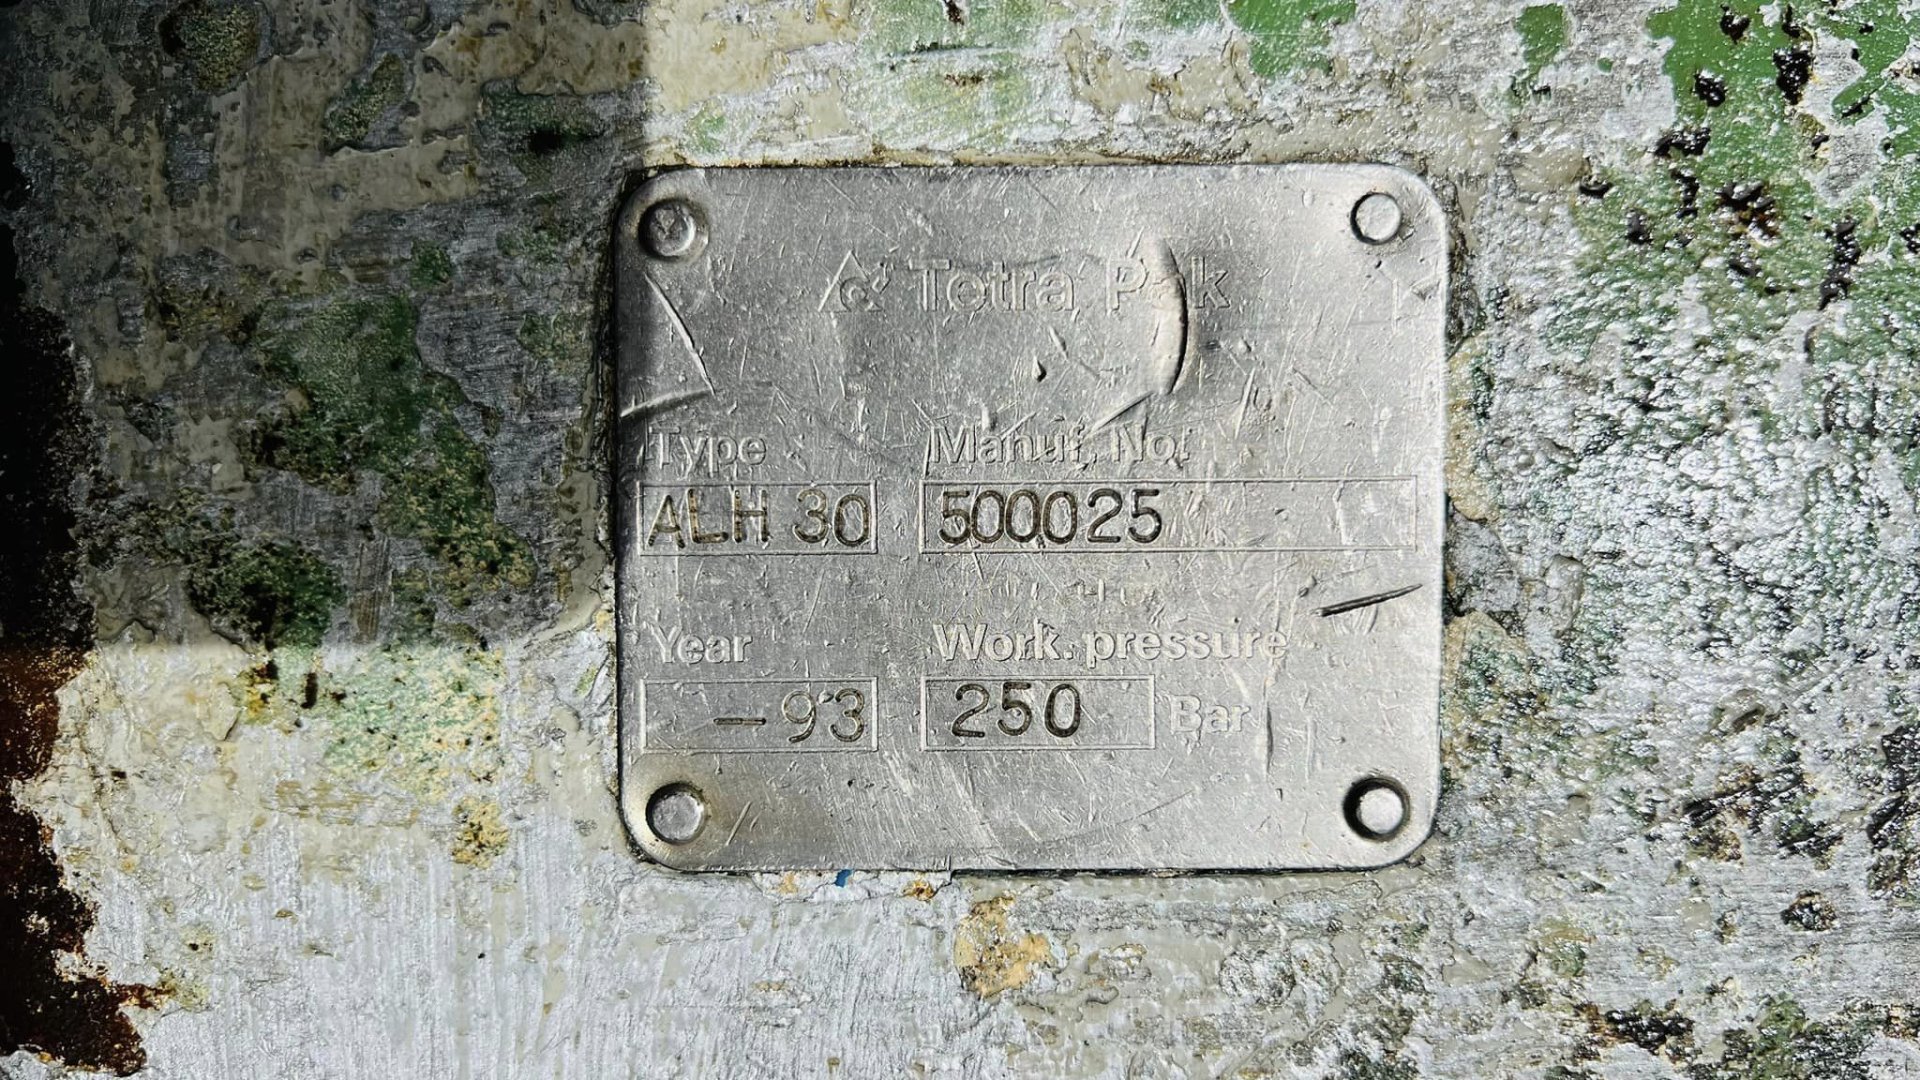 Tetra Pak
Type Manuf. No.
ALH 30 500025
Year Work. pressure
-93 250 Bar